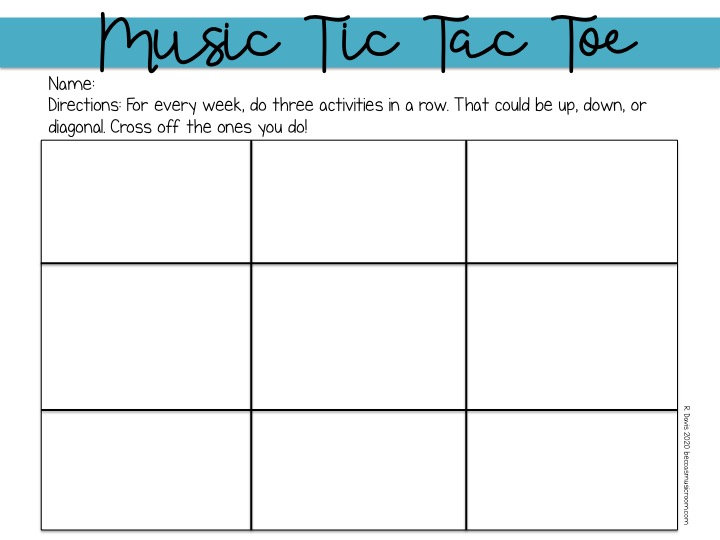 Music Tic Tac Toe
Name:
Directions: For every week, do three activities in a row. That could be up, down, or
diagonal. Cross off the ones you do!
R. Davis 2020 beccasmusicroom.com